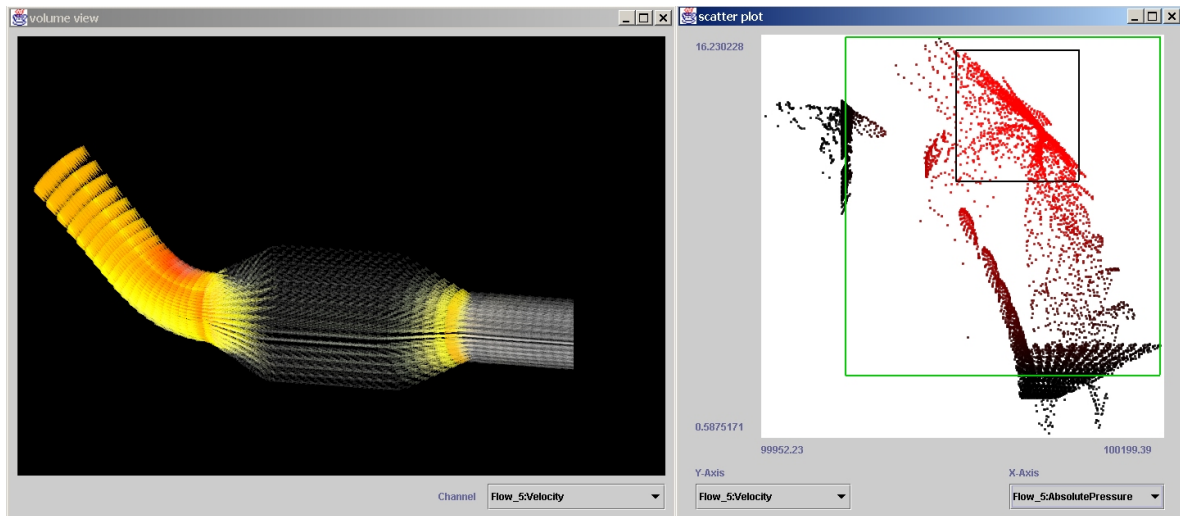 volume view
Channel
Flow_5:Velocity
scatter plot
16.230228
0.5875171
99952.23
100199.39
Y-Axis
X-Axis
Flow_5:Velocity
Flow_5:AbsolutePressure